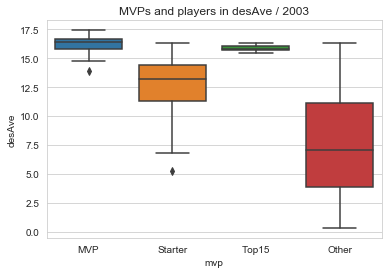 MVPs and players in desAve / 2003
17.5
15.0
12.5
10.0
7.5
5.0
2.5
0.0
desAve
MVP Starter Top15 Other
mvp